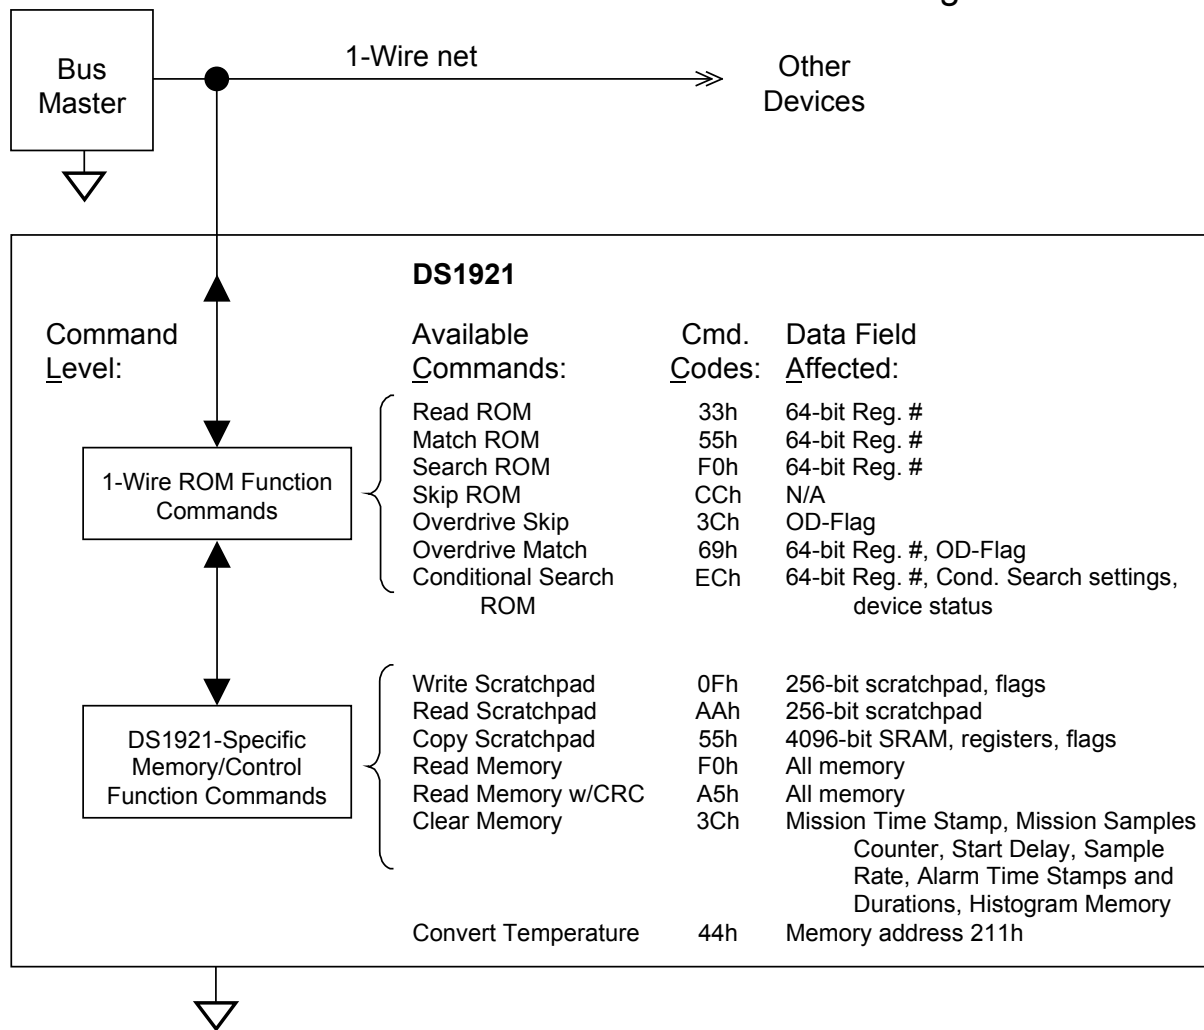 Bus
Master
1-Wire net
Other
Devices
DS1921
Command
Level:
Available
Commands:
Cmd.
Codes:
Data Field
Affected:
1-Wire ROM Function
Commands
Read ROM 33h 64-bit Reg. #
Match ROM 55h 64-bit Reg. #
Search ROM F0h 64-bit Reg. #
Skip ROM CCh N/A
Overdrive Skip 3Ch OD-Flag
Overdrive Match 69h 64-bit Reg. #, OD-Flag
Conditional Search ECh 64-bit Reg. #, Cond. Search settings,
ROM device status
DS1921-Specific
Memory/Control
Function Commands
Write Scratchpad 0Fh 256-bit scratchpad, flags
Read Scratchpad AAh 256-bit scratchpad
Copy Scratchpad 55h 4096-bit SRAM, registers, flags
Read Memory F0h All memory
Read Memory w/CRC A5h All memory
Clear Memory 3Ch Mission Time Stamp, Mission Samples
Counter, Start Delay, Sample
Rate, Alarm Time Stamps and
Durations, Histogram Memory
Convert Temperature 44h Memory address 211h